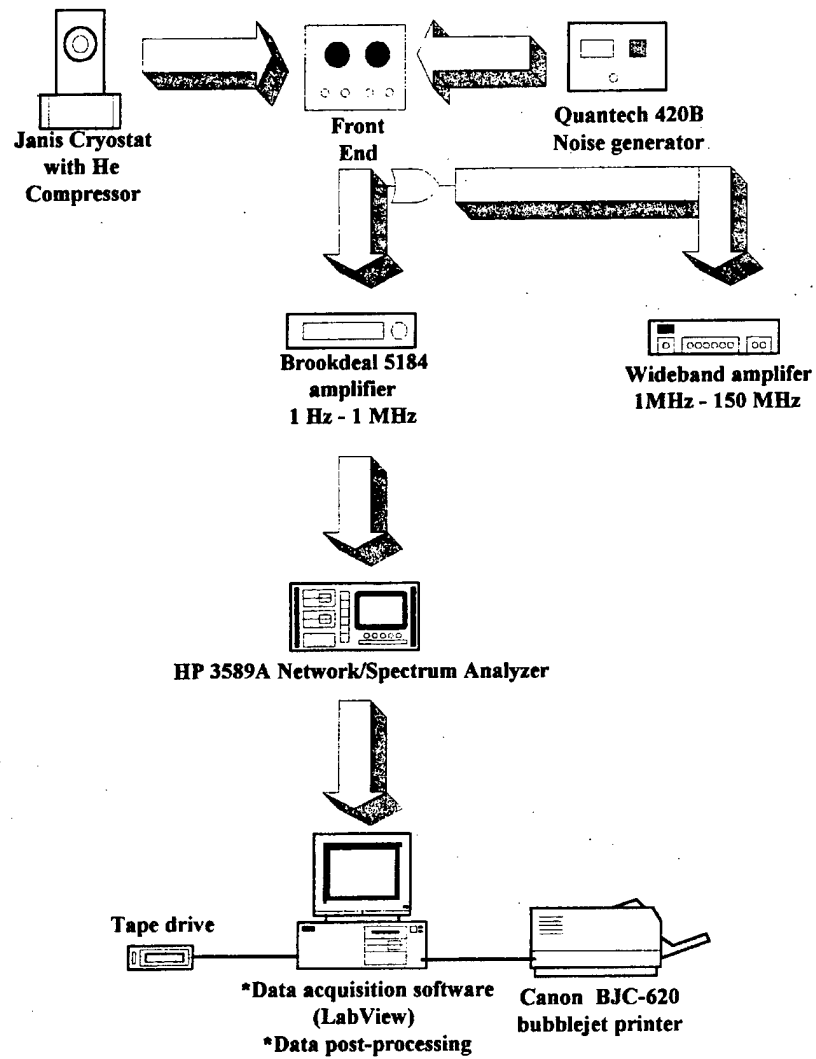 Janis Cryostat
with He
Compressor
Front
End
Quantech 420B
Noise generator
Brookdeal 5184
amplifier
1 Hz - 1 MHz
Wideband amplifer
1MHz - 150 MHz
HP 3589A Network/Spectrum Analyzer
Tape drive
*Data acquisition software
(LabView)
*Data post-processing
Canon BJC-620
bubblejet printer